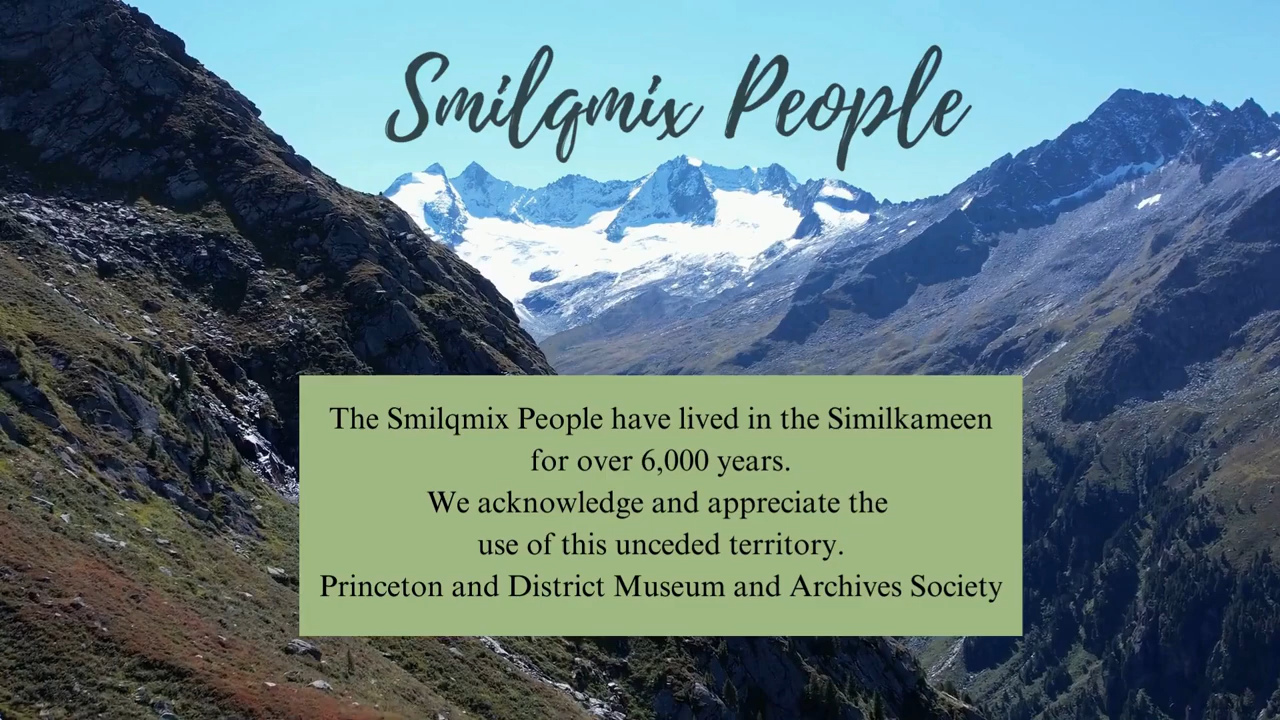 Smilqmix People
The Smilqmix People have lived in the Similkameen
for over 6,000 years.
We acknowledge and appreciate the
use of this unceded territory.
Princeton and District Museum and Archives Society